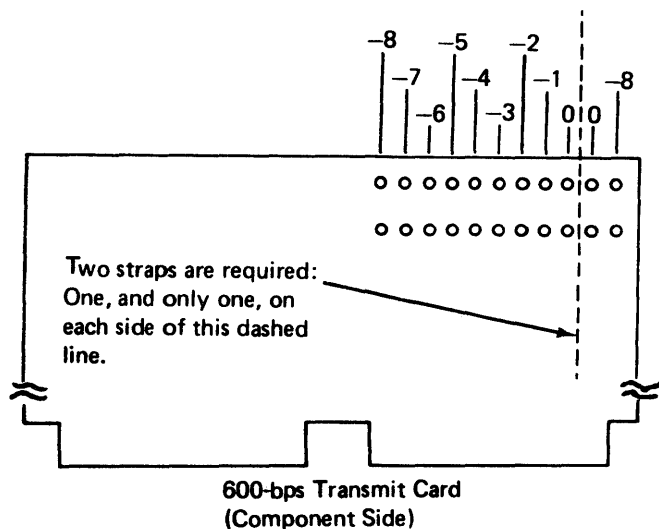 −8 −5 −2
−7 −4 −1 −8
−6 −3 0 0
Two straps are required:
One, and only one, on
each side of this dashed
line.
600-bps Transmit Card
(Component Side)